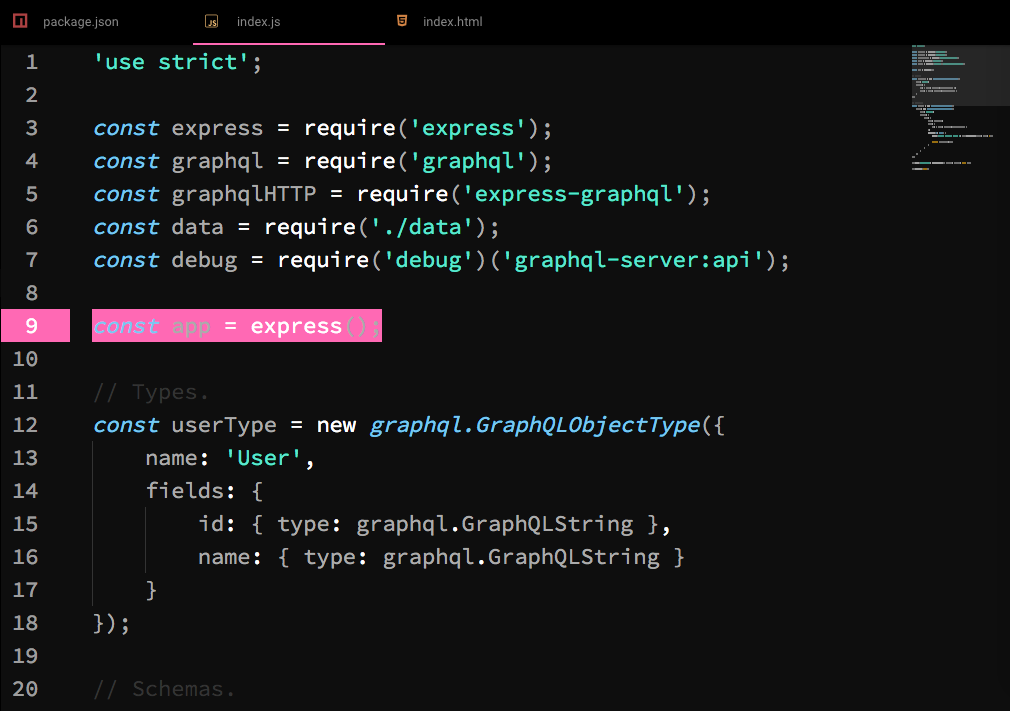 package.json
index.js
index.html
1 'use strict';
2
3 const express = require('express');
4 const graphql = require('graphql');
5 const graphqlHTTP = require('express-graphql');
6 const data = require('./data');
7 const debug = require('debug')('graphql-server:api');
8
9 const app = express();
10
11 // Types.
12 const userType = new graphql.GraphQLObjectType({
13     name: 'User',
14     fields: {
15         id: { type: graphql.GraphQLString },
16         name: { type: graphql.GraphQLString }
17     }
18 });
19
20 // Schemas.